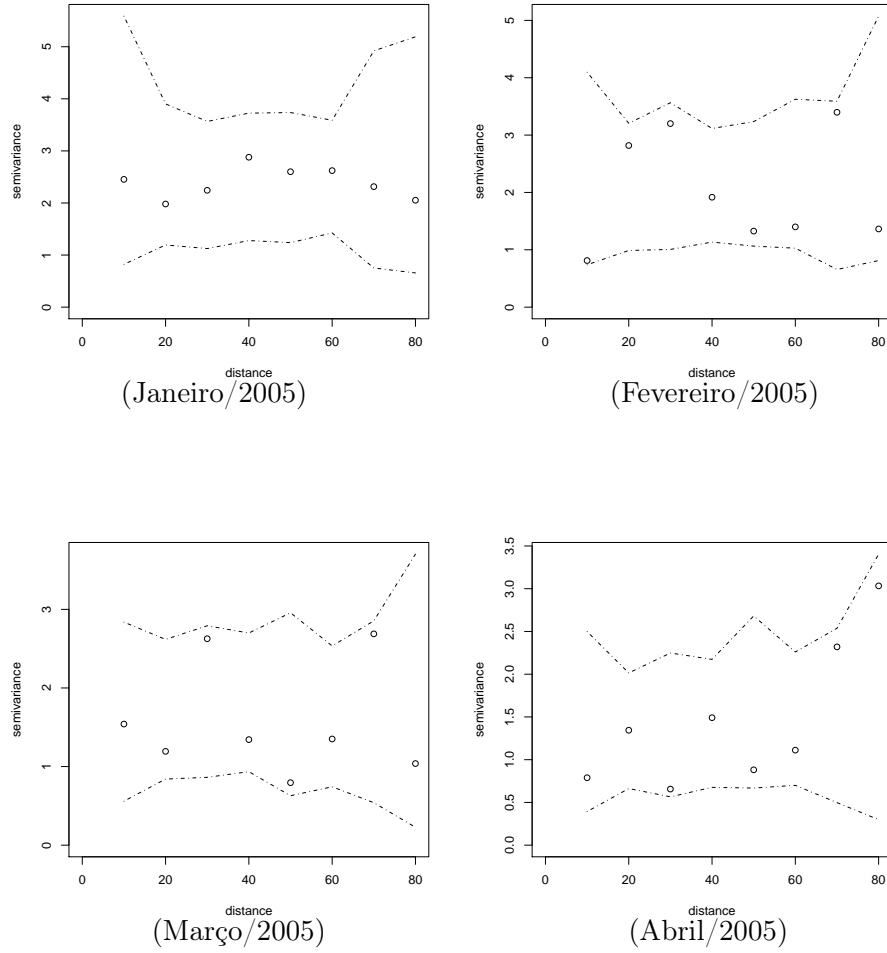 5
4
3
2
1
0
semivariance
0 20 40 60 80
distance
(Janeiro/2005)
5
4
3
2
1
0
semivariance
0 20 40 60 80
distance
(Fevereiro/2005)
3
2
1
0
semivariance
0 20 40 60 80
distance
(Março/2005)
3.5
3.0
2.5
2.0
1.5
1.0
0.5
0.0
semivariance
0 20 40 60 80
distance
(Abril/2005)